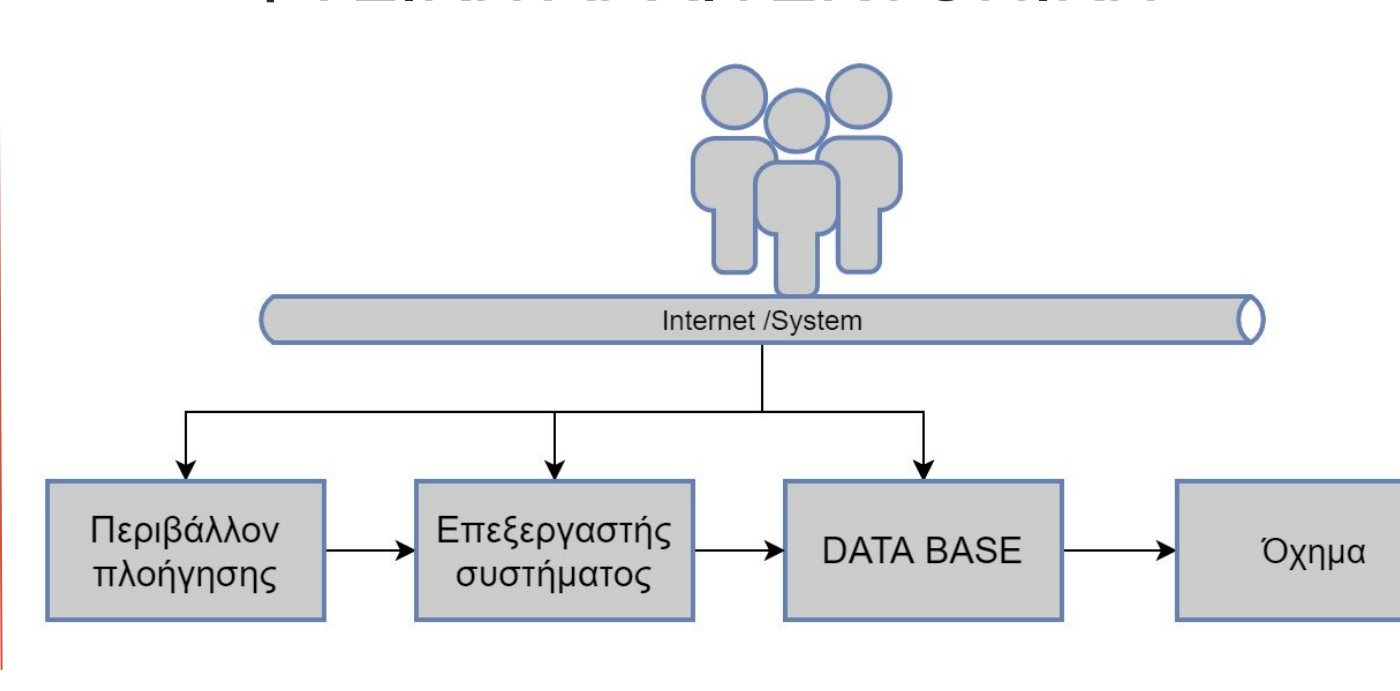 Internet /System
Περιβάλλον
πλοήγησης
Επεξεργαστής
συστήματος
DATA BASE
Όχημα